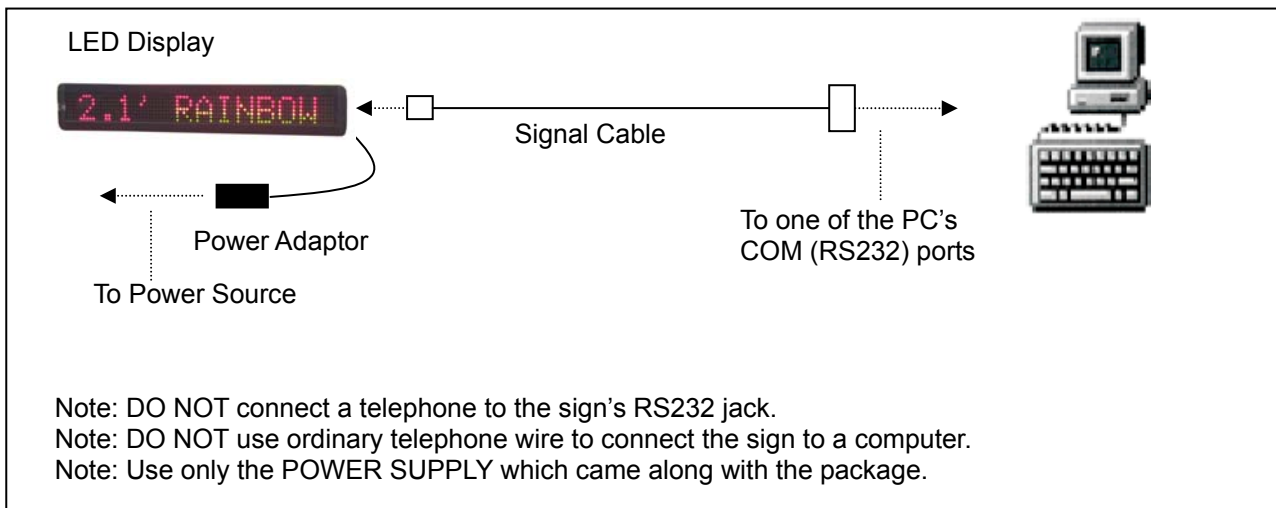 LED Display
2.1' RAINBOW
Signal Cable
Power Adaptor
To Power Source
To one of the PC's
COM (RS232) ports
Note: DO NOT connect a telephone to the sign's RS232 jack.
Note: DO NOT use ordinary telephone wire to connect the sign to a computer.
Note: Use only the POWER SUPPLY which came along with the package.